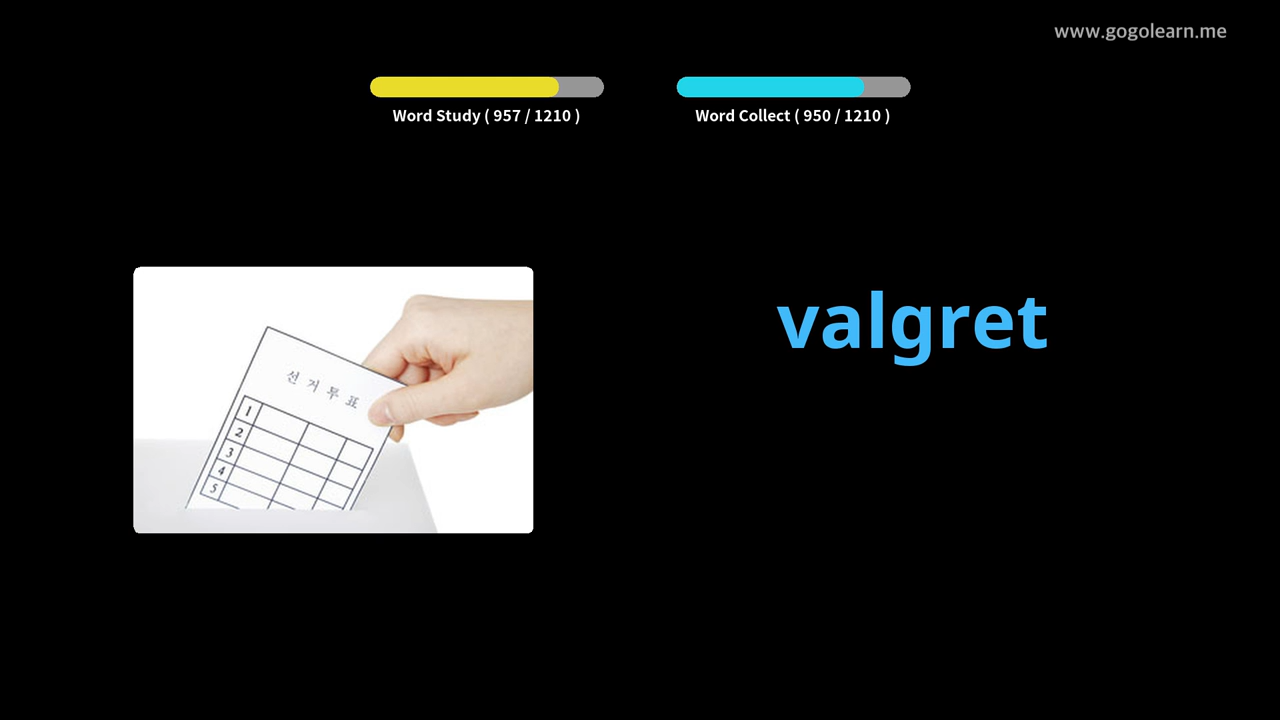 www.gogolearn.me
Word Study ( 957 / 1210 )
Word Collect ( 950 / 1210 )
valgret
선거투표
1
2
3
4
5